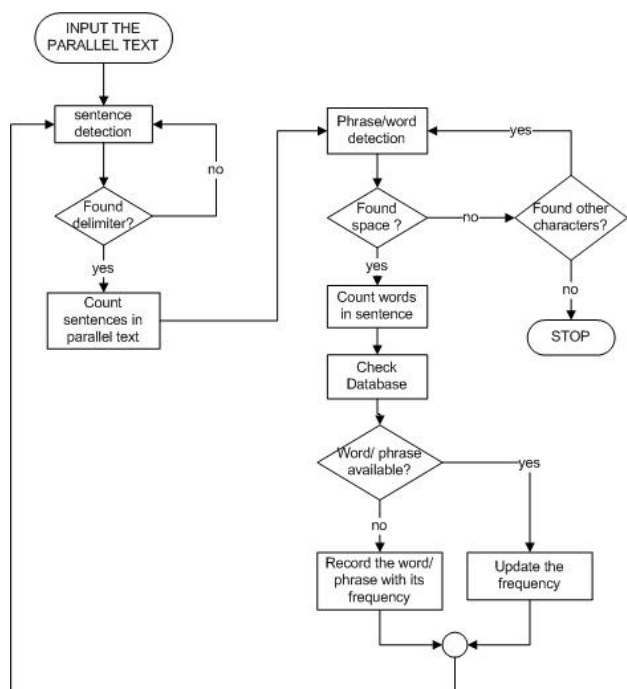 INPUT THE
PARALLEL TEXT
sentence
detection
no
Found
delimiter?
yes
Count
sentences in
parallel text
Phrase/word
detection
yes
Found
space ?
no
Found other
characters?
yes
no
Count words
in sentence
STOP
Check
Database
Word/ phrase
available?
yes
no
Record the word/
phrase with its
frequency
Update the
frequency